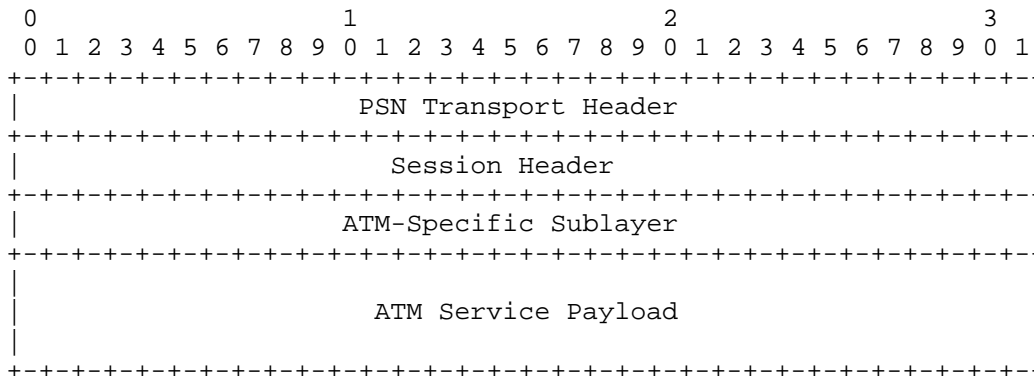 0                   1                   2                   3
 0 1 2 3 4 5 6 7 8 9 0 1 2 3 4 5 6 7 8 9 0 1 2 3 4 5 6 7 8 9 0 1
+-+-+-+-+-+-+-+-+-+-+-+-+-+-+-+-+-+-+-+-+-+-+-+-+-+-+-+-+-+-+-+-
|                     PSN Transport Header
+-+-+-+-+-+-+-+-+-+-+-+-+-+-+-+-+-+-+-+-+-+-+-+-+-+-+-+-+-+-+-+-
|                       Session Header
+-+-+-+-+-+-+-+-+-+-+-+-+-+-+-+-+-+-+-+-+-+-+-+-+-+-+-+-+-+-+-+-
|                    ATM-Specific Sublayer
+-+-+-+-+-+-+-+-+-+-+-+-+-+-+-+-+-+-+-+-+-+-+-+-+-+-+-+-+-+-+-+-
|
|                      ATM Service Payload
|
+-+-+-+-+-+-+-+-+-+-+-+-+-+-+-+-+-+-+-+-+-+-+-+-+-+-+-+-+-+-+-+-